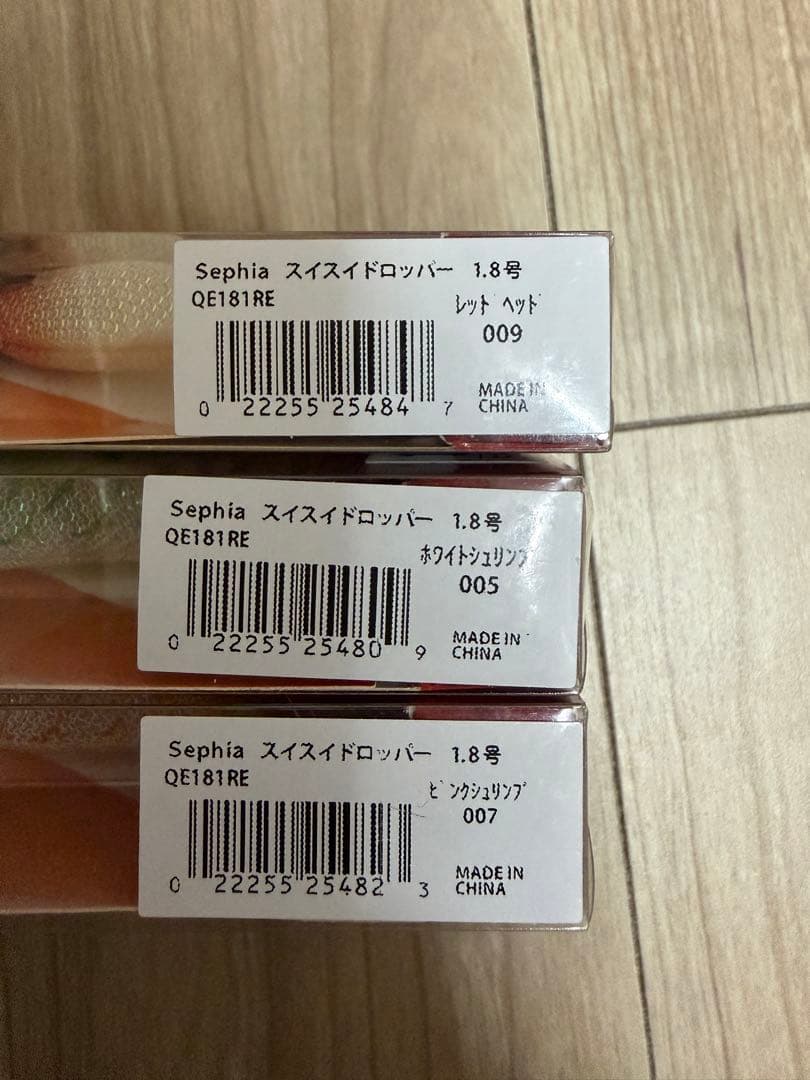 Sephia スイスイドロッパー 1.8号
QE181RE
レッドヘッド
009
0 22255 25484 7
MADE IN
CHINA
Sephia スイスイドロッパー 1.8号
QE181RE
ホワイトシュリンプ
005
0 22255 25480 9
MADE IN
CHINA
Sephia スイスイドロッパー 1.8号
QE181RE
ピンクシュリンプ
007
0 22255 25482 3
MADE IN
CHINA